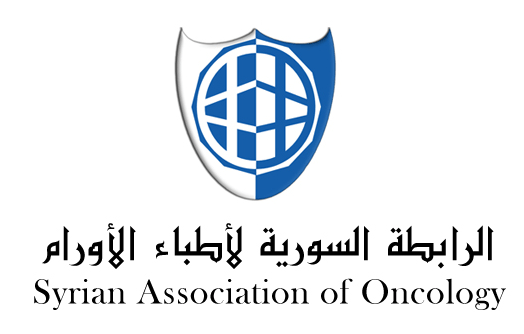 الرابطة السورية لأطباء الأورام
Syrian Association of Oncology